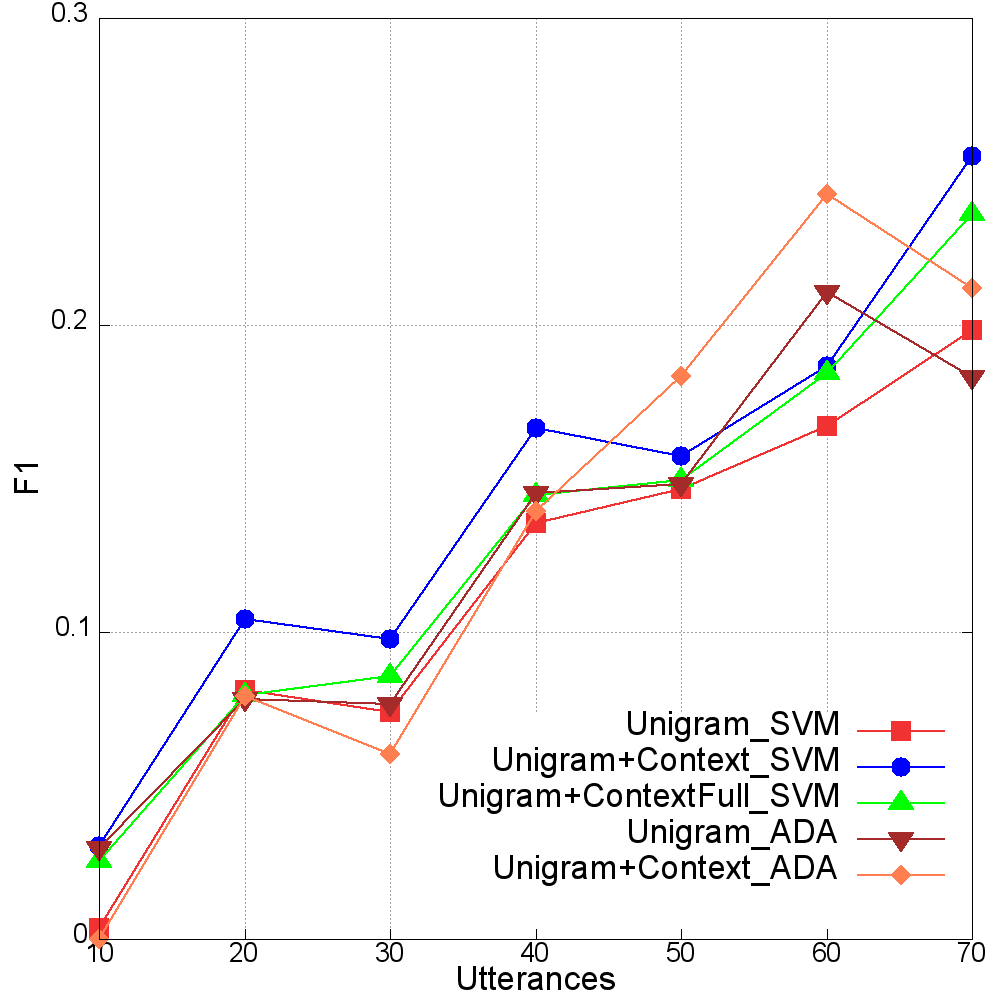 0.3
0.2
0.1
0
F1
Unigram_SVM
Unigram+Context_SVM
Unigram+ContextFull_SVM
Unigram_ADA
Unigram+Context_ADA
10 20 30 40 50 60 70
Utterances